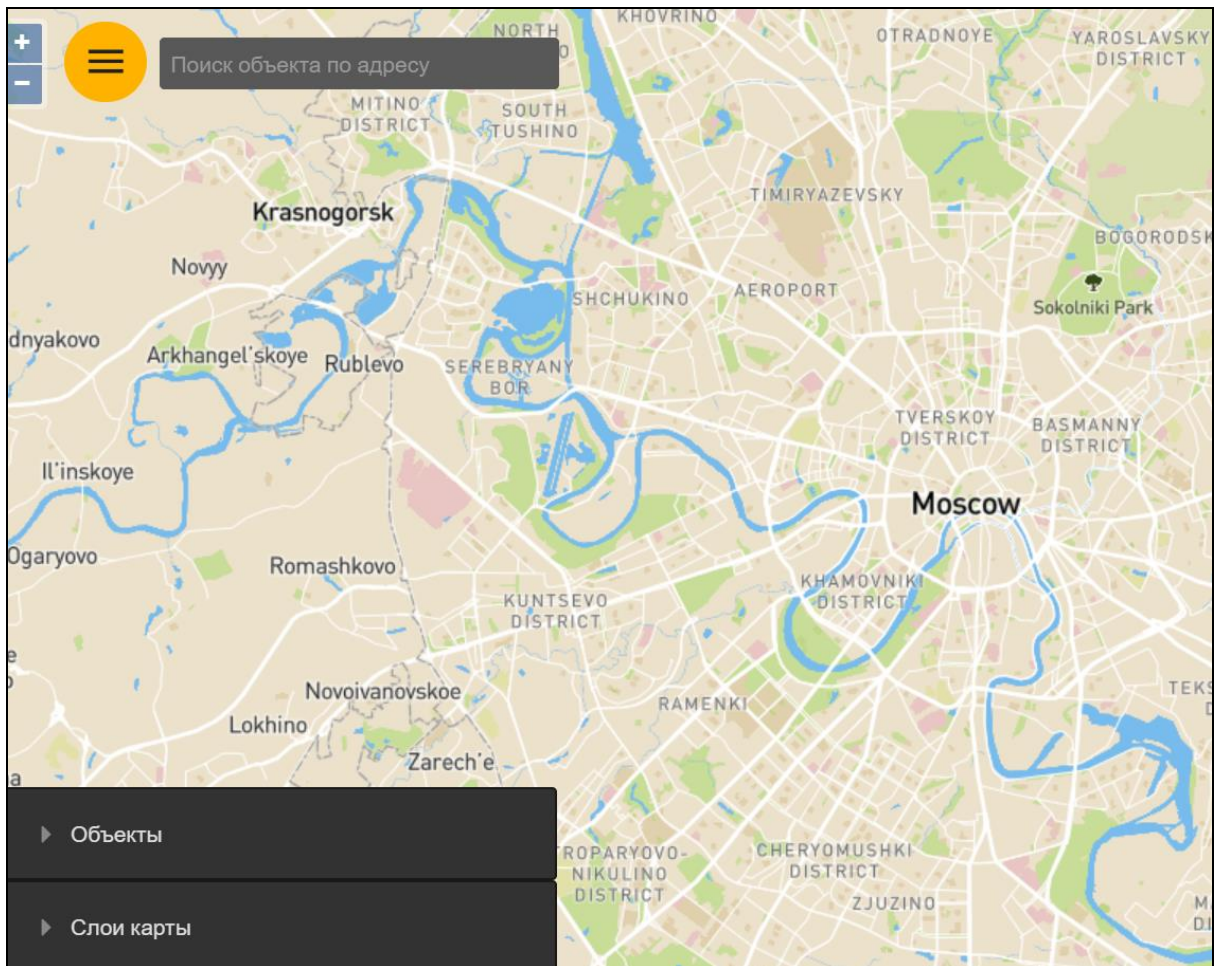 +
−
Поиск объекта по адресу
KHOVRINO
NORTH
OTRADNOYE
YAROSLAVSKY
DISTRICT
MITINO
DISTRICT
SOUTH
TUSHINO
TIMIRYAZEVSKY
Krasnogorsk
BOGORODSK
Novyy
SHCHUKINO
AEROPORT
Sokolniki Park
dnyakovo
Arkhangel'skoye
Rublevo
SEREBRYANY
BOR
TVERSKOY
DISTRICT
BASMANNY
DISTRICT
Il'inskoye
Moscow
Ogaryovo
Romashkovo
KHAMOVNIKI
DISTRICT
KUNTSEVO
DISTRICT
Novoivanovskoe
RAMENKI
TEKS
Lokhino
Zarech'e
a
Объекты
TROPARYOVO-
NIKULINO
DISTRICT
CHERYOMUSHKI
DISTRICT
ZJUZINO
Слои карты